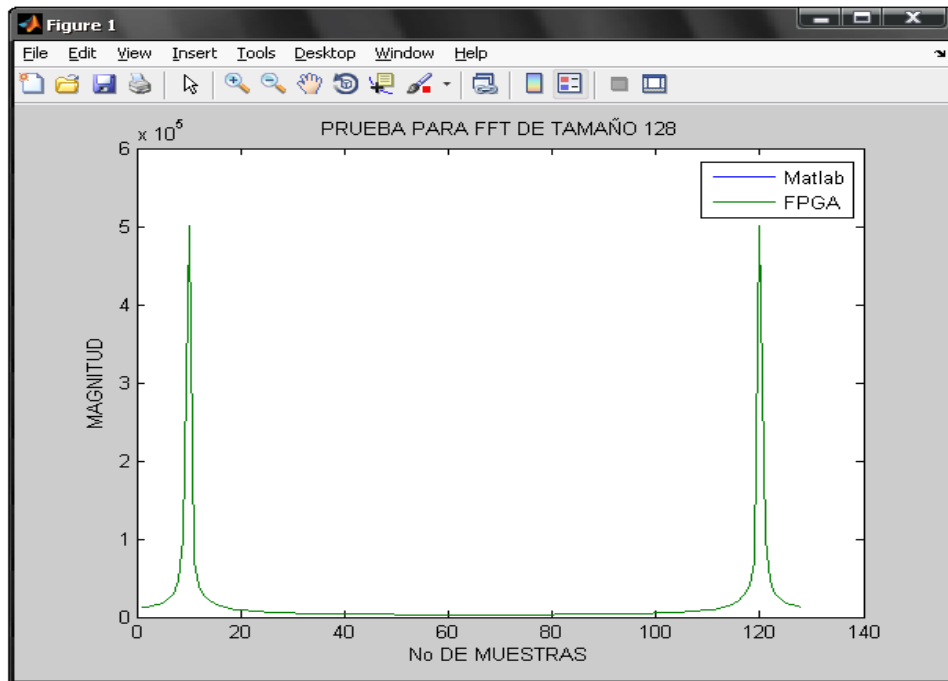 Figure 1
File Edit View Insert Tools Desktop Window Help
x 10^5
PRUEBA PARA FFT DE TAMAÑO 128
6
5
4
3
2
1
0
MAGNITUD
Matlab
FPGA
0 20 40 60 80 100 120 140
No DE MUESTRAS